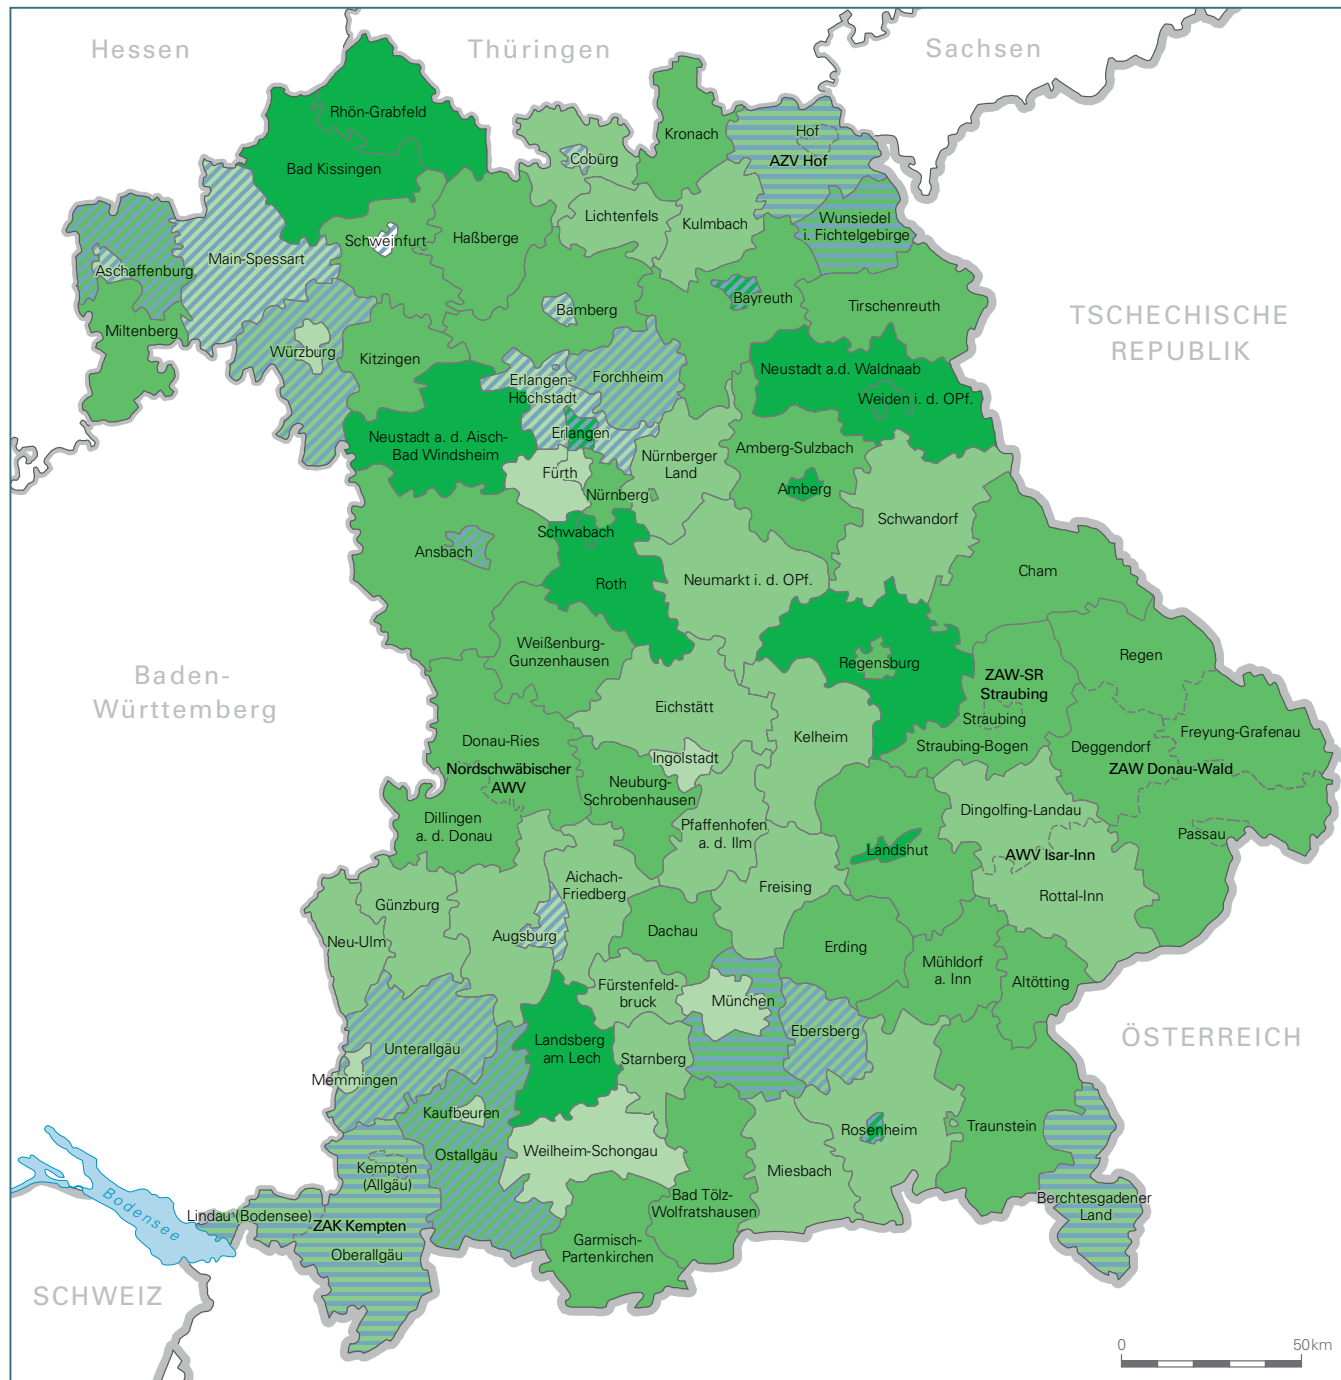 Hessen
Thüringen
Sachsen
Rhön-Grabfeld
Bad Kissingen
Kronach
Hof
AZV Hof
Coburg
Lichtenfels
Kulmbach
Wunsiedel
i. Fichtelgebirge
Schweinfurt
Haßberge
Main-Spessart
Aschaffenburg
Miltenberg
Würzburg
Kitzingen
Bamberg
Bayreuth
Tirschenreuth
TSCHECHISCHE
REPUBLIK
Neustadt a.d. Waldnaab
Weiden i. d. OPf.
Erlangen-
Höchstadt
Forchheim
Erlangen
Neustadt a. d. Aisch-
Bad Windsheim
Fürth
Nürnberg
Nürnberger
Land
Amberg-Sulzbach
Amberg
Schwandorf
Ansbach
Schwabach
Roth
Neumarkt i. d. OPf.
Cham
Weißenburg-
Gunzenhausen
Regensburg
Regen
ZAW-SR
Straubing
Straubing
Straubing-Bogen
Baden-
Württemberg
Eichstätt
Kelheim
Deggendorf
Freyung-Grafenau
ZAW Donau-Wald
Passau
Donau-Ries
Nordschwäbischer
AWV
Dillingen
a. d. Donau
Ingolstadt
Neuburg-
Schrobenhausen
Pfaffenhofen
a. d. Ilm
Dingolfing-Landau
AWV Isar-Inn
Rottal-Inn
Landshut
Freising
Aichach-
Friedberg
Günzburg
Neu-Ulm
Augsburg
Dachau
Erding
Mühldorf
a. Inn
Altötting
Fürstenfeld-
bruck
München
Ebersberg
ÖSTERREICH
Landsberg
am Lech
Starnberg
Unterallgäu
Memmingen
Kaufbeuren
Ostallgäu
Weilheim-Schongau
Rosenheim
Traunstein
Miesbach
Bad Tölz-
Wolfratshausen
Garmisch-
Partenkirchen
Berchtesgadener
Land
Kempten
(Allgäu)
Lindau (Bodensee)
ZAK Kempten
Oberallgäu
Bodensee
SCHWEIZ
0
50km